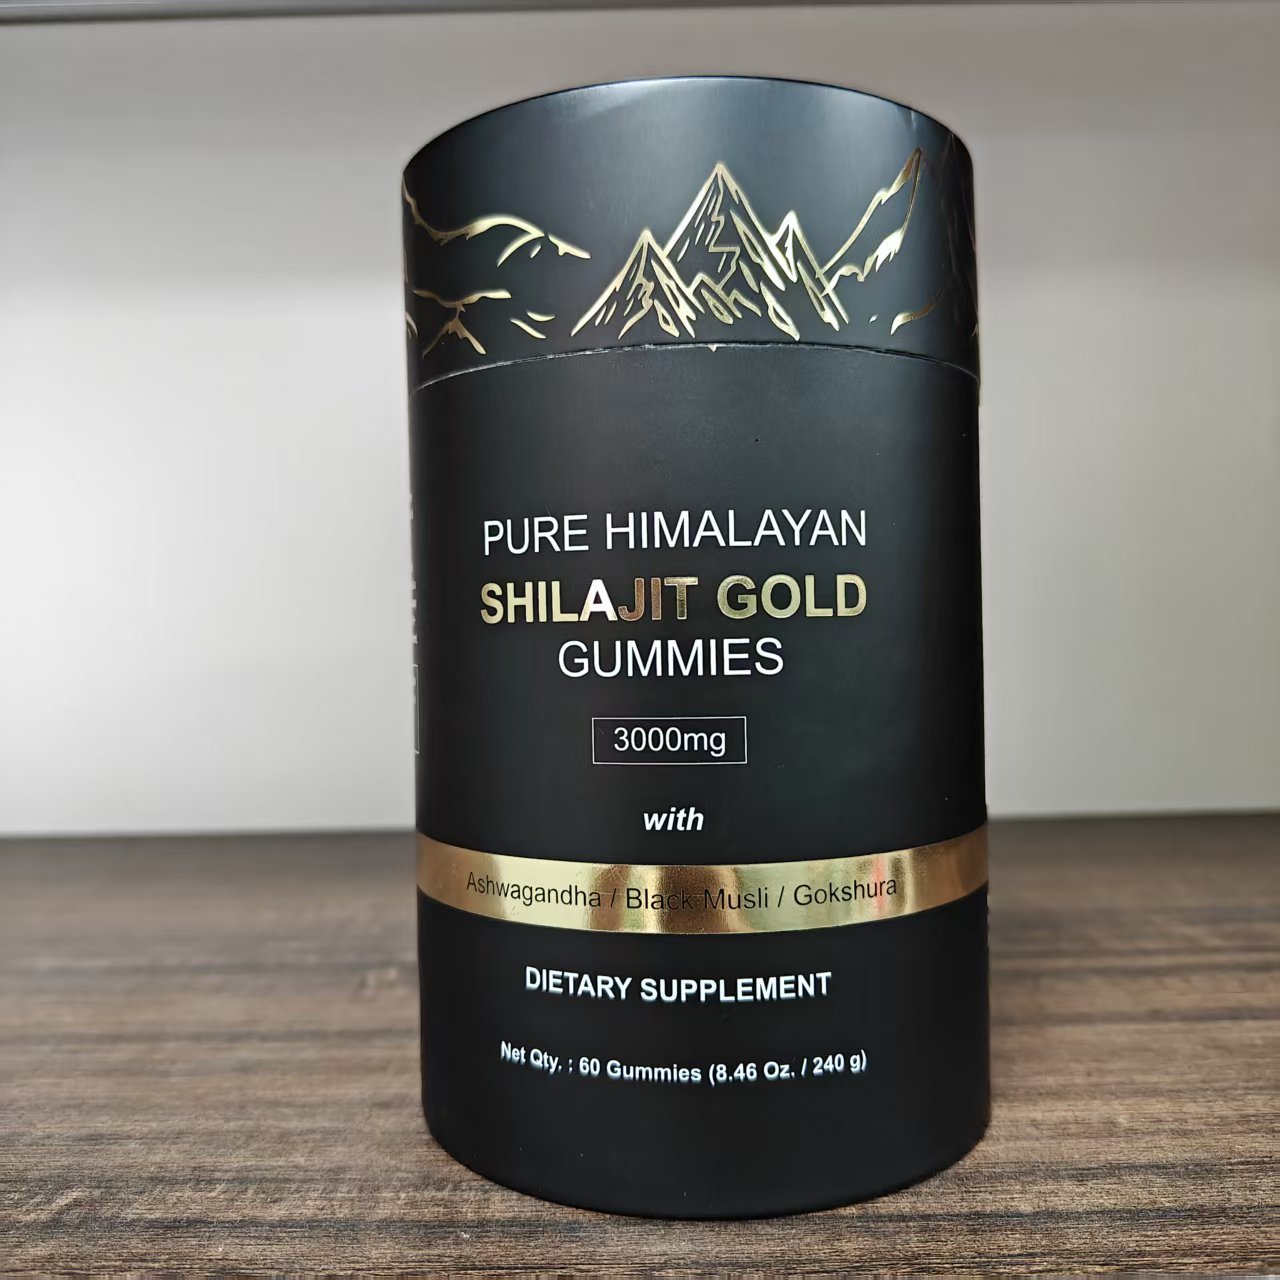 PURE HIMALAYAN
SHILAJIT GOLD
GUMMIES
3000mg
with
Ashwagandha / Black Musli / Gokshura
DIETARY SUPPLEMENT
Net Qty. : 60 Gummies (8.46 Oz. / 240 g)